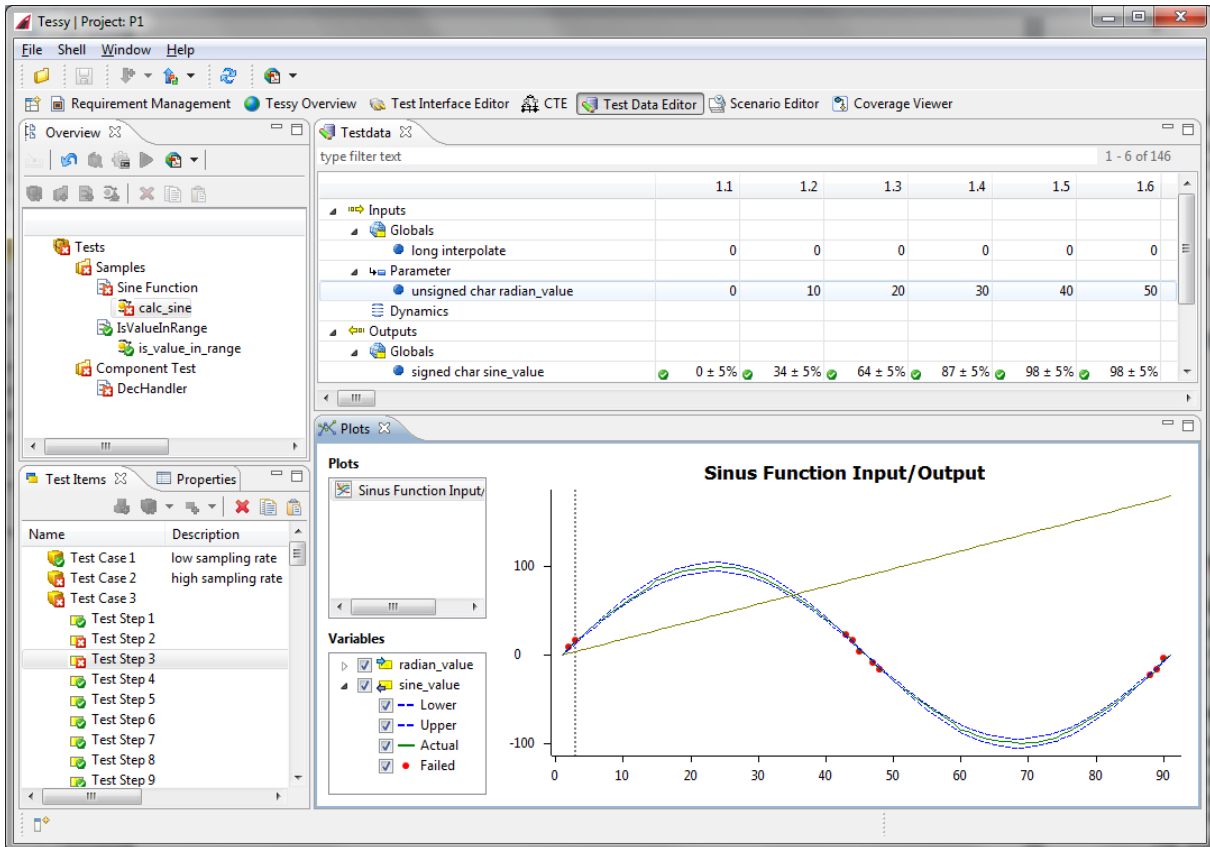 Tessy | Project: P1
File Shell Window Help
Requirement Management Tessy Overview Test Interface Editor CTE Test Data Editor Scenario Editor Coverage Viewer
Overview
Tests
Samples
Sine Function
calc_sine
IsValueInRange
is_value_in_range
Component Test
DecHandler
Testdata
type filter text 1 - 6 of 146
1.1 1.2 1.3 1.4 1.5 1.6
Inputs
Globals
long interpolate 0 0 0 0 0 0
Parameter
unsigned char radian_value 0 10 20 30 40 50
Dynamics
Outputs
Globals
signed char sine_value 0 ± 5% 34 ± 5% 64 ± 5% 87 ± 5% 98 ± 5% 98 ± 5%
Test Items Properties
Name Description
Test Case 1 low sampling rate
Test Case 2 high sampling rate
Test Case 3
Test Step 1
Test Step 2
Test Step 3
Test Step 4
Test Step 5
Test Step 6
Test Step 7
Test Step 8
Test Step 9
Plots
Plots
Sinus Function Input/
Variables
radian_value
sine_value
Lower
Upper
Actual
Failed
Sinus Function Input/Output
100
0
-100
0 10 20 30 40 50 60 70 80 90